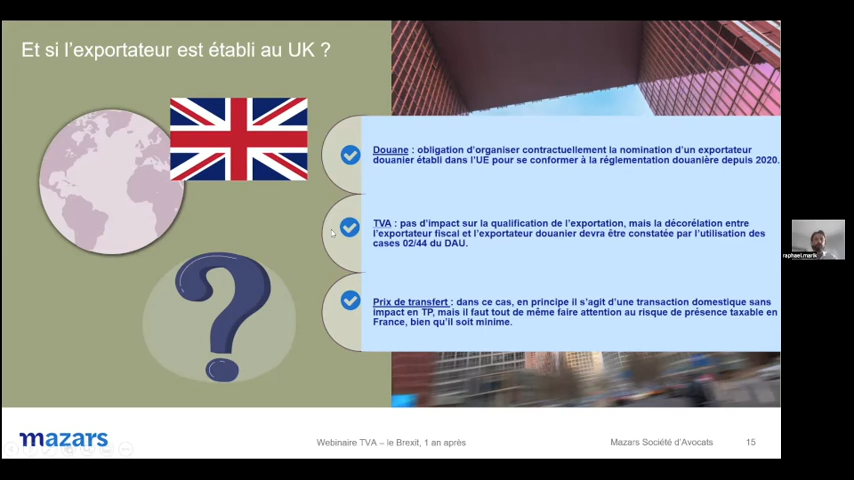 Et si l’exportateur est établi au UK ?
Douane : obligation d’organiser contractuellement la nomination d’un exportateur
douanier établi dans l’UE pour se conformer à la réglementation douanière depuis 2020.
TVA : pas d’impact sur la qualification de l’exportation, mais la décorélation entre
l’exportateur fiscal et l’exportateur douanier devra être constatée par l’utilisation des
cases 02/44 du DAU.
Prix de transfert : dans ce cas, en principe il s’agit d’une transaction domestique sans
impact en TP, mais il faut tout de même faire attention au risque de présence taxable en
France, bien qu’il soit minime.
raphael.marik
mazars
Webinaire TVA – le Brexit, 1 an après
Mazars Société d’Avocats
15